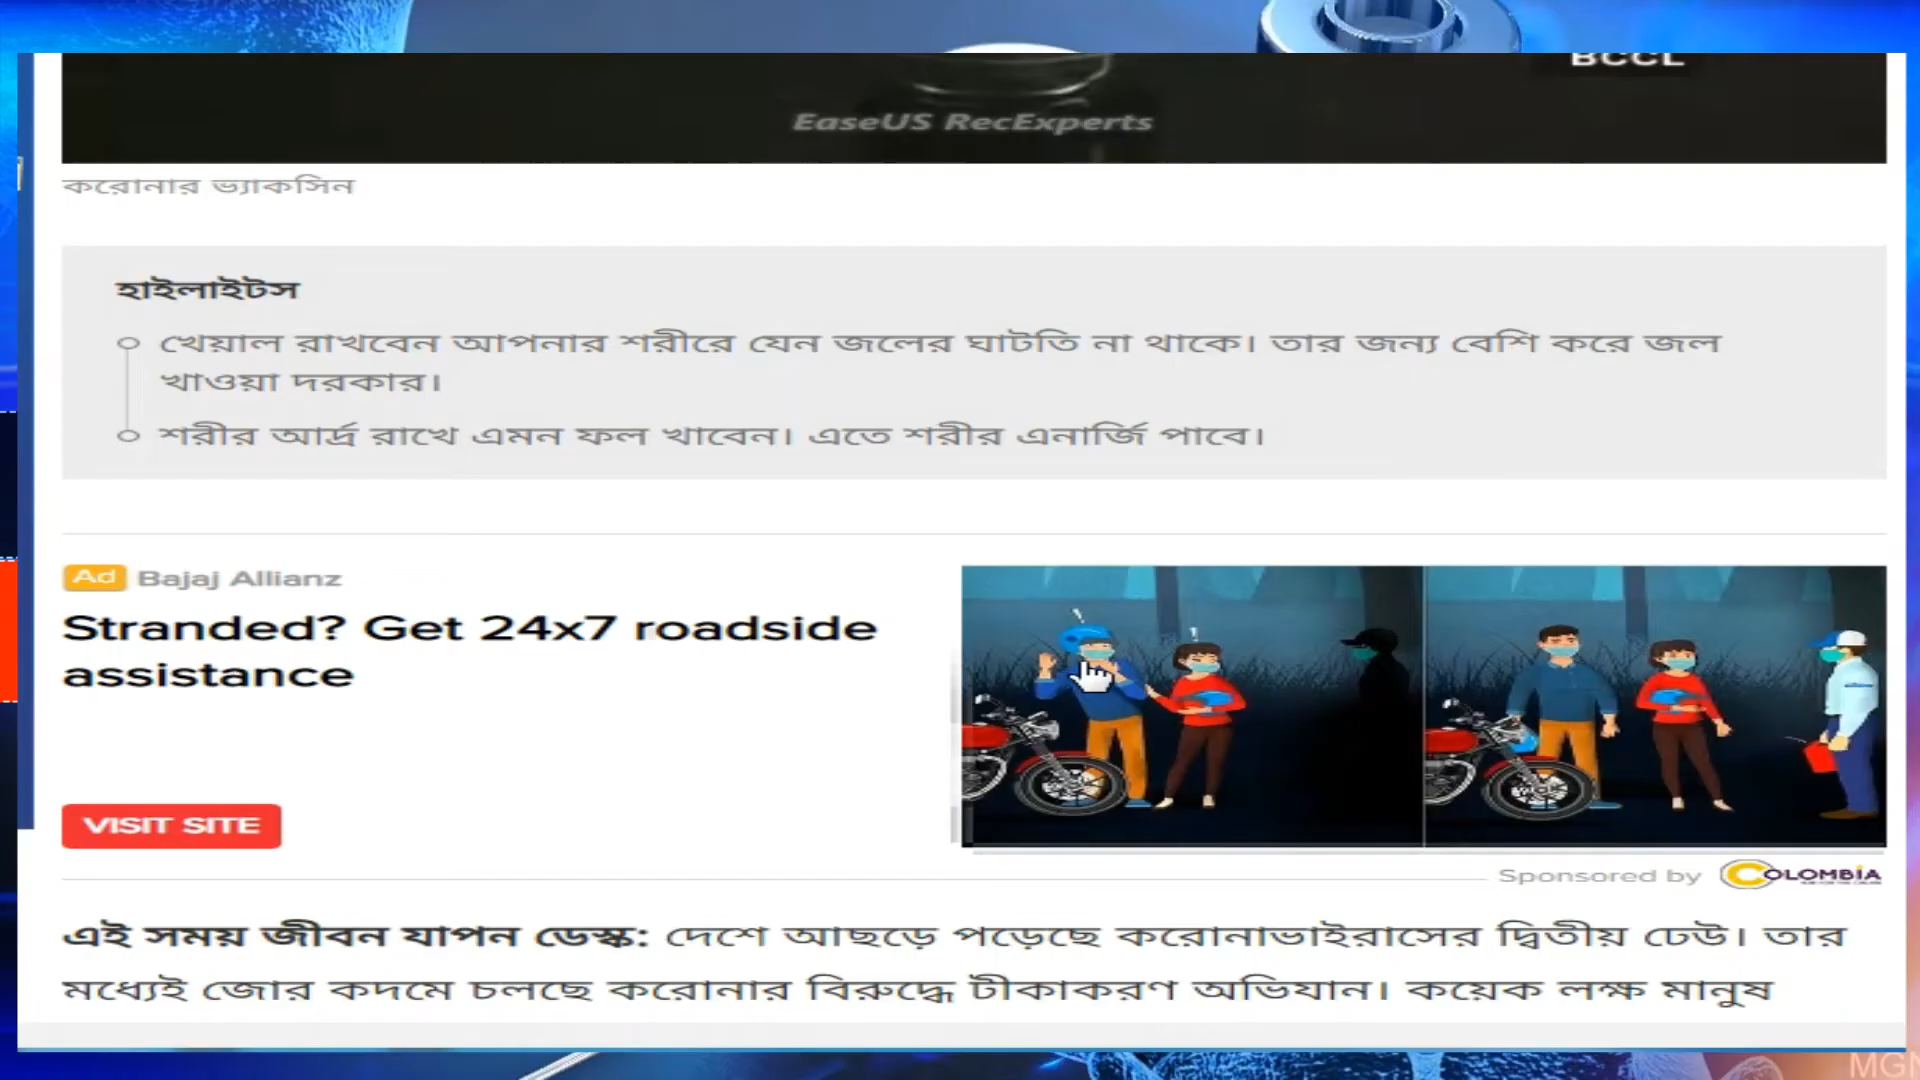 BCCL
EaseUS RecExperts
করোনার ভ্যাকসিন
হাইলাইটস
খেয়াল রাখবেন আপনার শরীরে যেন জলের ঘাটতি না থাকে। তার জন্য বেশি করে জল
খাওয়া দরকার।
শরীর আর্দ্র রাখে এমন ফল খাবেন। এতে শরীর এনার্জি পাবে।
Ad Bajaj Allianz
Stranded? Get 24x7 roadside
assistance
VISIT SITE
Sponsored by COLOMBIA
এই সময় জীবন যাপন ডেস্ক: দেশে আছড়ে পড়েছে করোনাভাইরাসের দ্বিতীয় ঢেউ। তার
মধ্যেই জোর কদমে চলছে করোনার বিরুদ্ধে টীকাকরণ অভিযান। কয়েক লক্ষ মানুষ